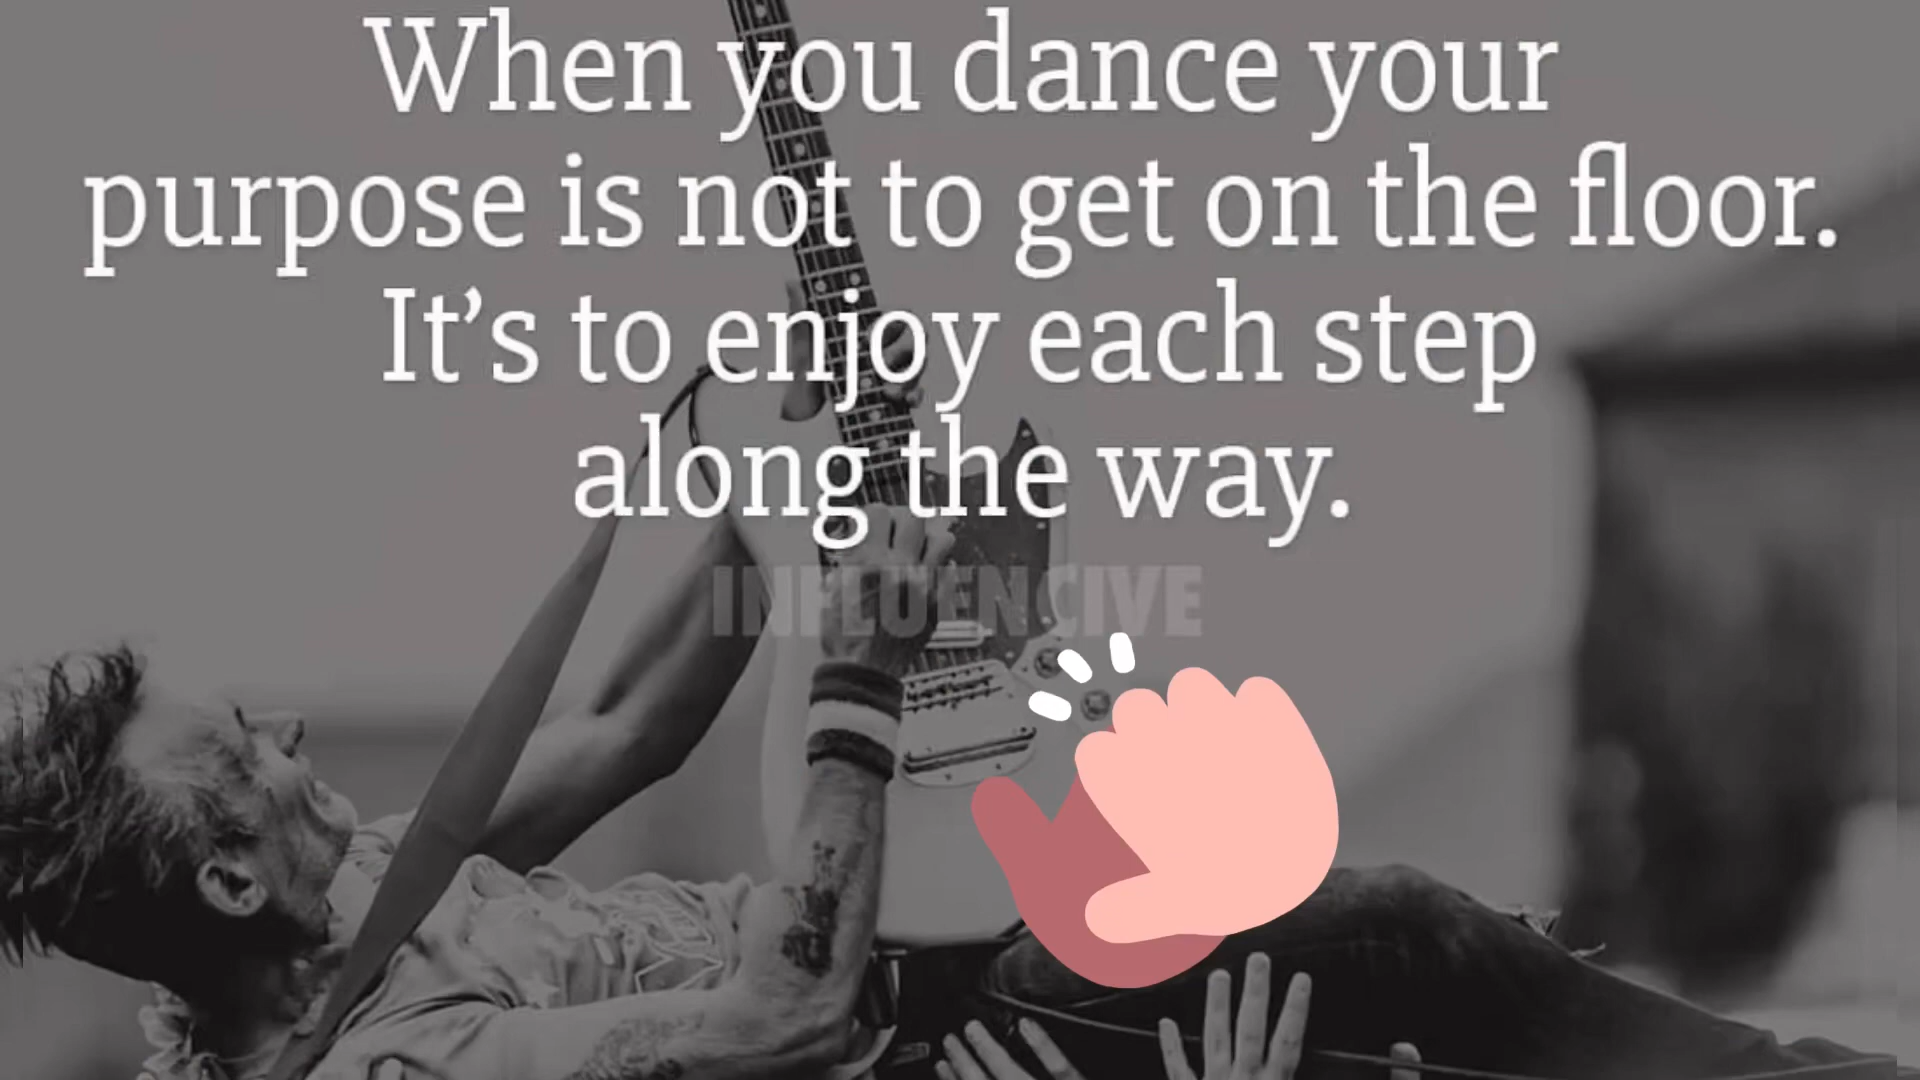 When you dance your
purpose is not to get on the floor.
It’s to enjoy each step
along the way.
INFLUENCIVE